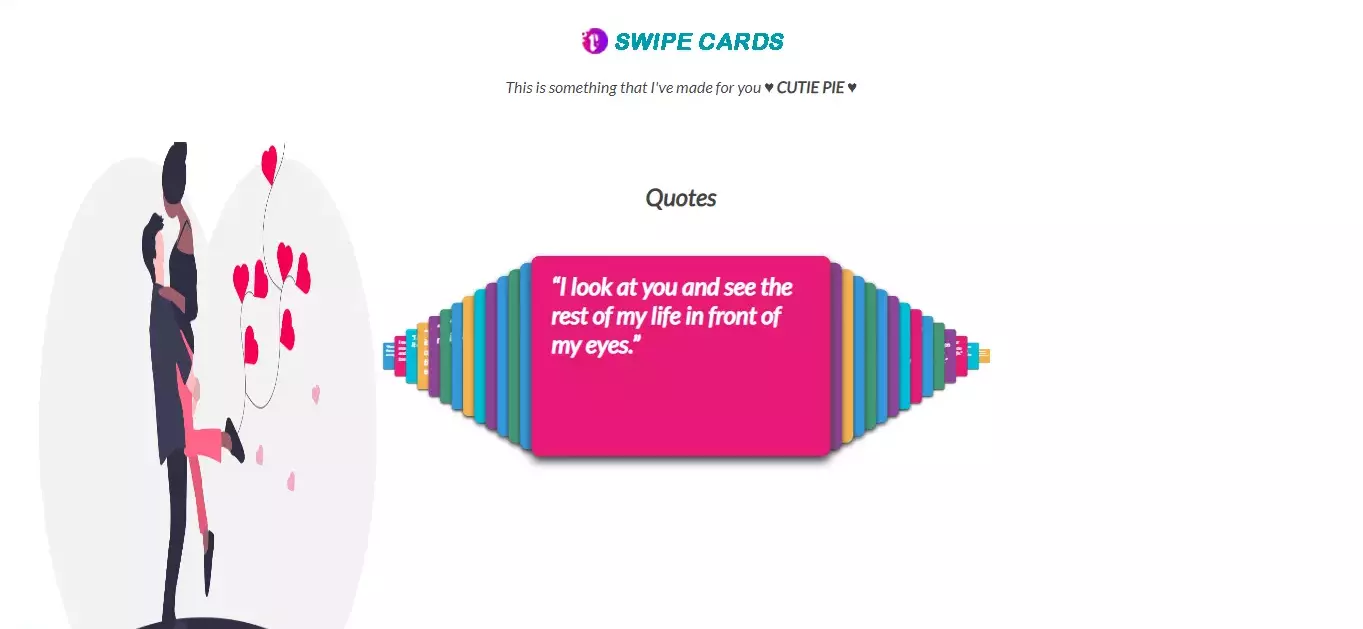 SWIPE CARDS
This is something that I've made for you ♥ CUTIE PIE ♥
Quotes
“I look at you and see the
rest of my life in front of
my eyes.”